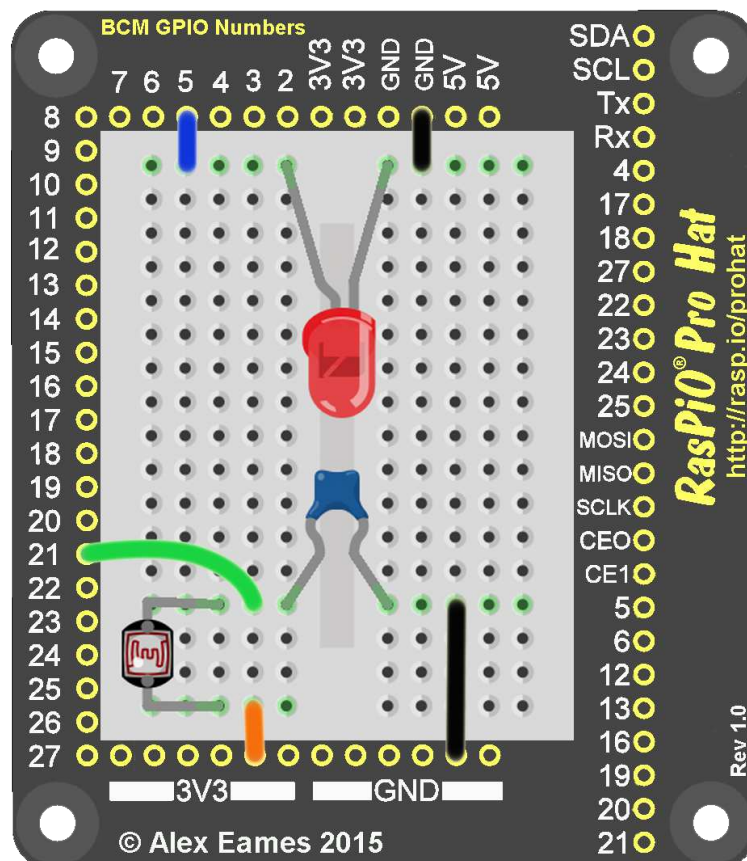 BCM GPIO Numbers
7 6 5 4 3 2 3V3 3V3 GND GND 5V 5V
8
9
10
11
12
13
14
15
16
17
18
19
20
21
22
23
24
25
26
27
SDA
SCL
Tx
Rx
4
17
18
27
22
23
24
25
MOSI
MISO
SCLK
CEO
CE1
5
6
12
13
16
19
20
21
RasPiO® Pro Hat
http://rasp.io/prohat
Rev 1.0
3V3 GND
© Alex Eames 2015